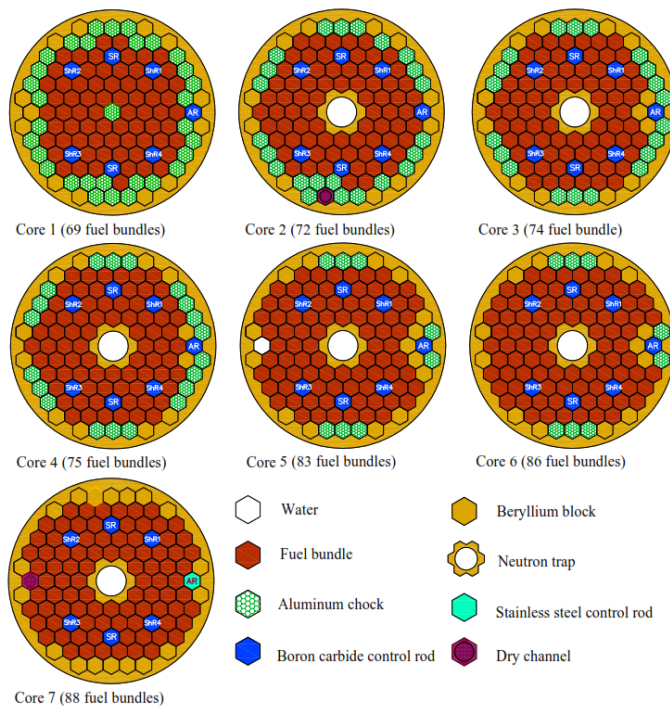 SR SR SR
ShR2 ShR1 ShR2 ShR1 ShR2 ShR1
AR AR AR
ShR3 ShR4 ShR3 ShR4 ShR3 ShR4
SR SR SR
Core 1 (69 fuel bundles) Core 2 (72 fuel bundles) Core 3 (74 fuel bundle)
SR SR SR
ShR2 ShR1 ShR2 ShR1 ShR2 ShR1
AR AR AR
ShR3 ShR4 ShR3 ShR4 ShR3 ShR4
SR SR SR
Core 4 (75 fuel bundles) Core 5 (83 fuel bundles) Core 6 (86 fuel bundles)
SR
ShR2 ShR1
AR
ShR3 ShR4
SR
Core 7 (88 fuel bundles)
Water
Beryllium block
Fuel bundle
Neutron trap
Aluminum chock
Stainless steel control rod
Boron carbide control rod
Dry channel